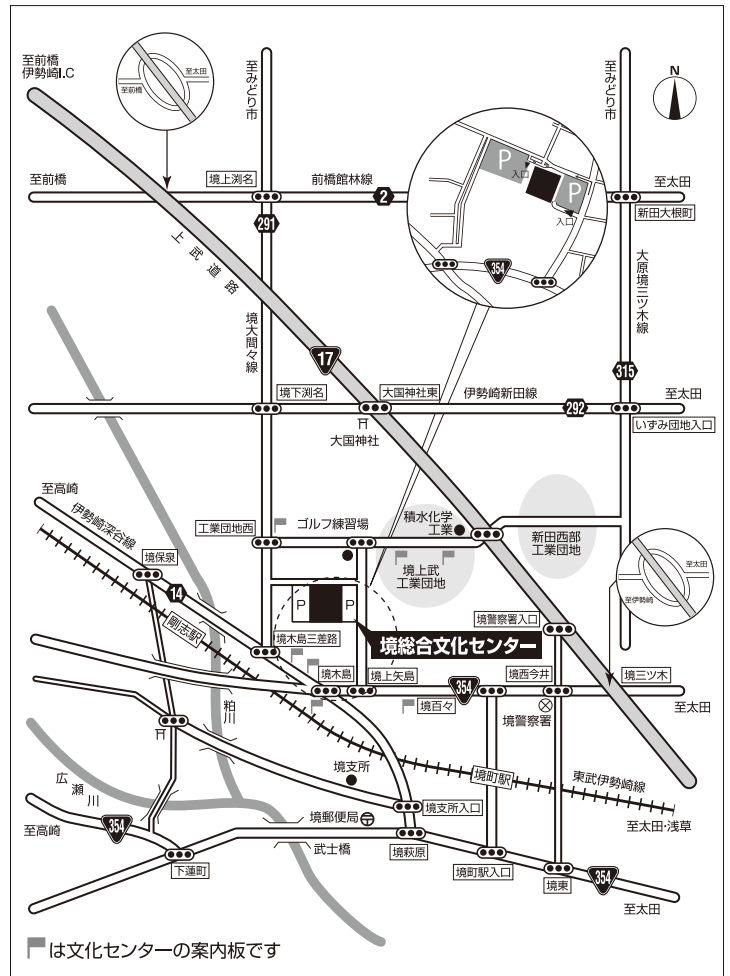 至前橋
伊勢崎I.C
至前橋
至太田
至みどり市
至みどり市
N
P
入口
P
入口
354
至前橋
境上渕名
前橋館林線
2
至太田
新田大根町
291
上武道路
境大間々線
大原境三ツ木線
17
315
境下渕名
大国神社東
伊勢崎新田線
292
至太田
いずみ団地入口
大国神社
至高崎
伊勢崎深谷線
工業団地西
ゴルフ練習場
積水化学
工業
新田西部
工業団地
境保泉
14
境上武
工業団地
至太田
至伊勢崎
剛志駅
P
P
境警察署入口
境木島三差路
境総合文化センター
境木島
境上矢島
354
境西今井
境三ツ木
境百々
至太田
粕川
境警察署
広瀬川
境支所
境町駅
東武伊勢崎線
境支所入口
至太田・浅草
至高崎
354
境郵便局
武士橋
下蓮町
境萩原
境町駅入口
境東
354
至太田
は文化センターの案内板です